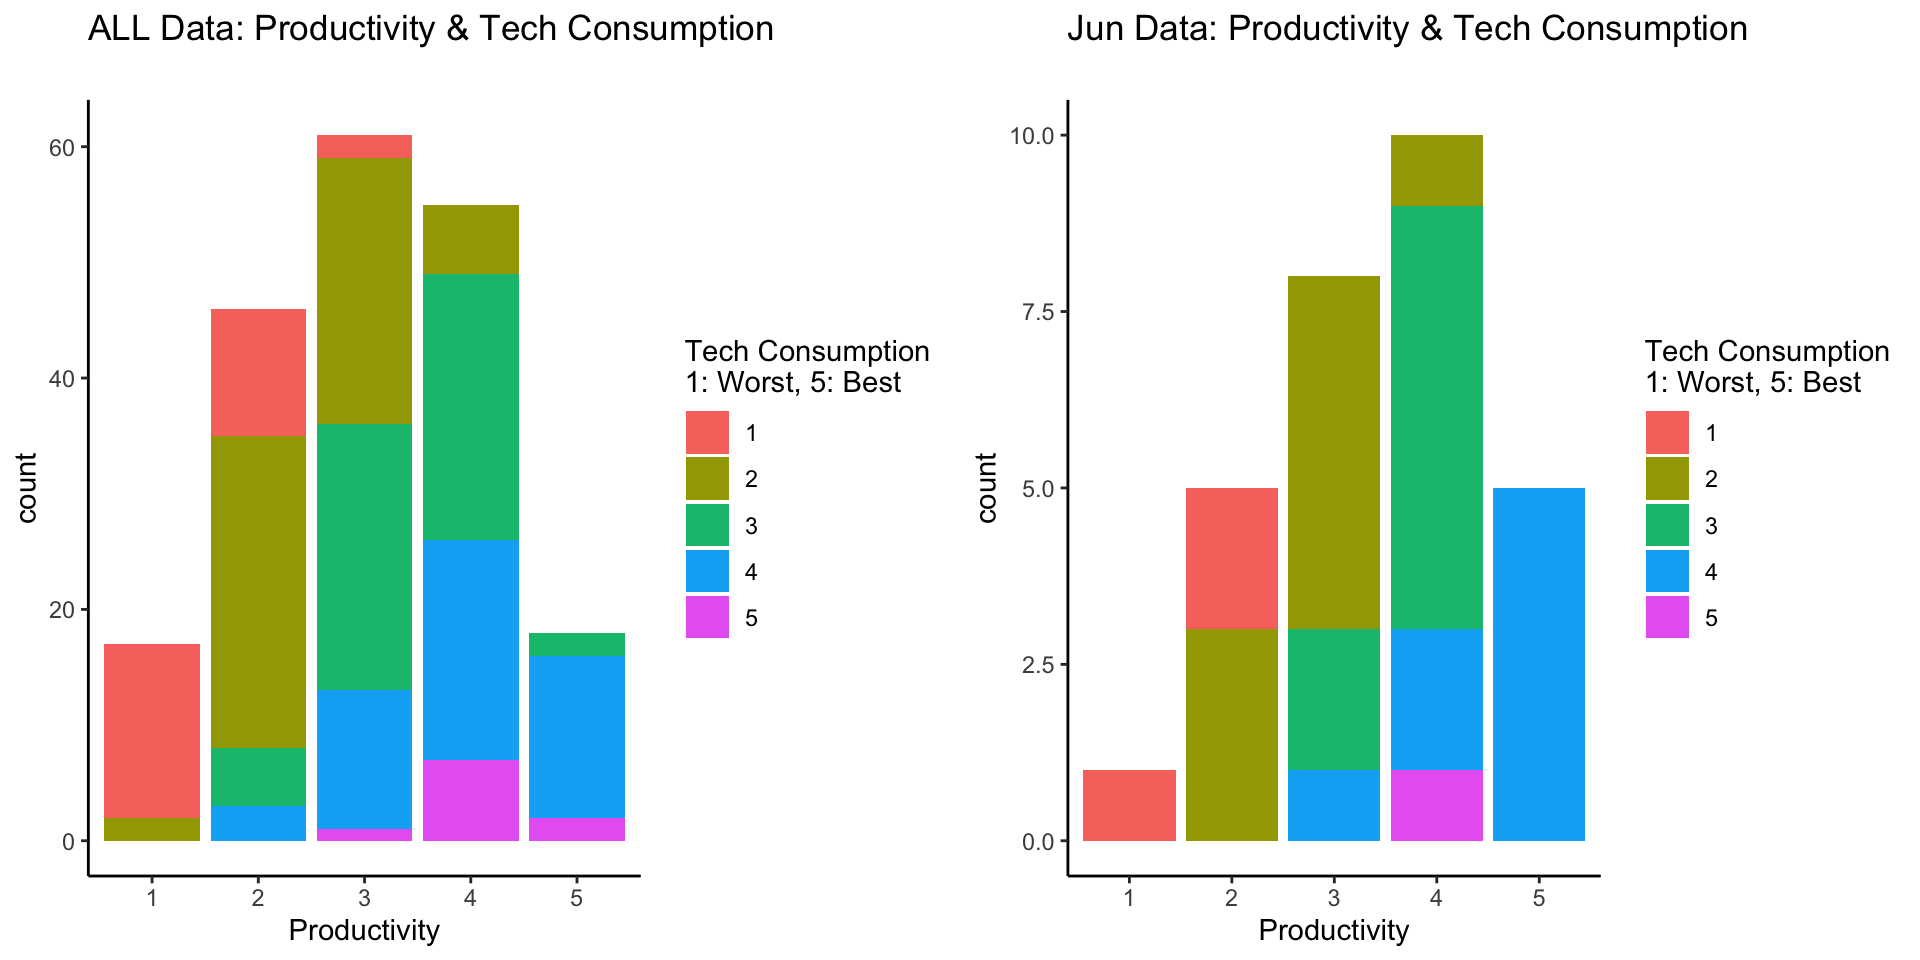 ALL Data: Productivity & Tech Consumption
60
40
20
0
count
1 2 3 4 5
Productivity
Tech Consumption
1: Worst, 5: Best
1
2
3
4
5
Jun Data: Productivity & Tech Consumption
10.0
7.5
5.0
2.5
0.0
count
1 2 3 4 5
Productivity
Tech Consumption
1: Worst, 5: Best
1
2
3
4
5